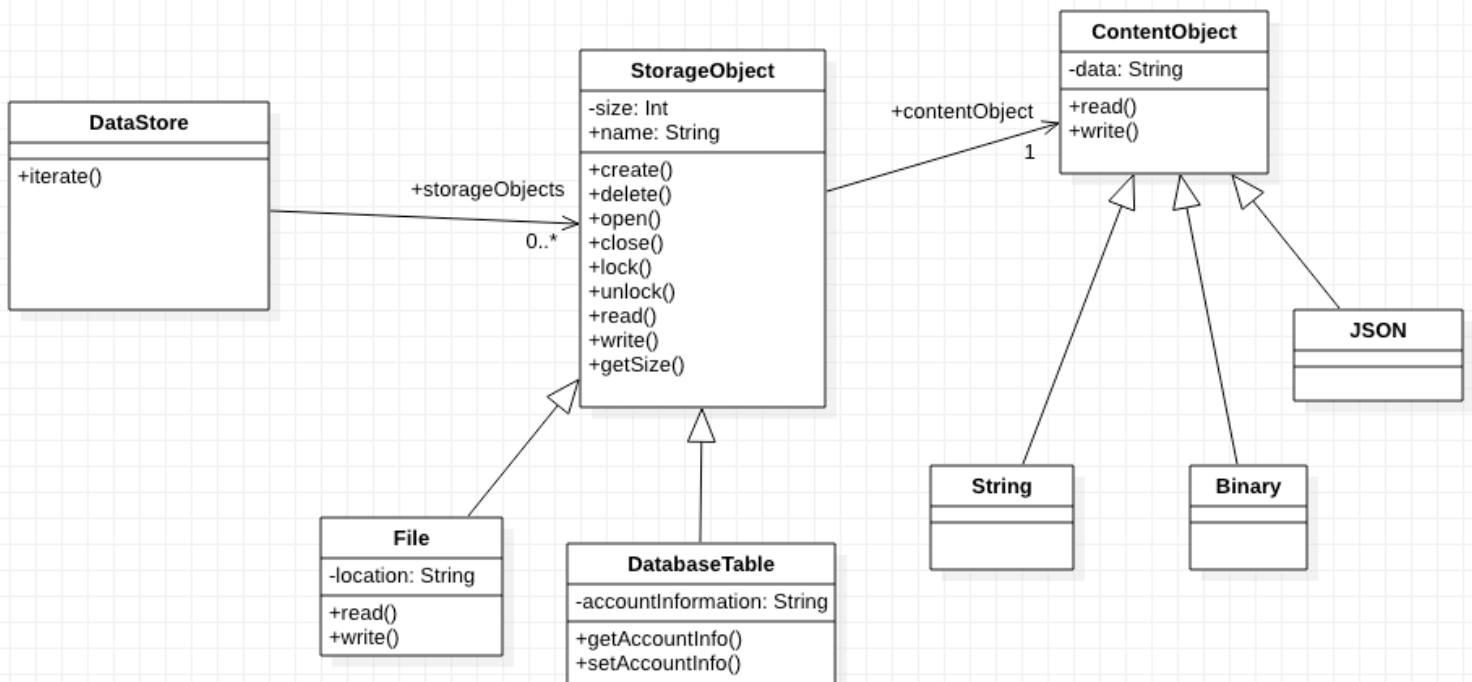 DataStore
+iterate()
+storageObjects
0..*
StorageObject
-size: Int
+name: String
+create()
+delete()
+open()
+close()
+lock()
+unlock()
+read()
+write()
+getSize()
+contentObject
1
ContentObject
-data: String
+read()
+write()
JSON
String
Binary
File
-location: String
+read()
+write()
DatabaseTable
-accountInformation: String
+getAccountInfo()
+setAccountInfo()